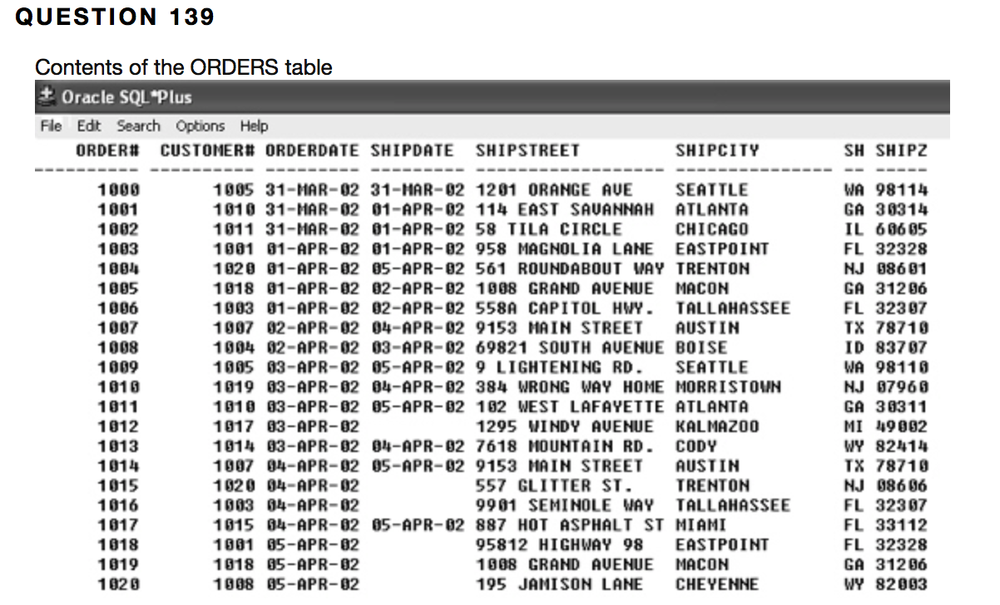 QUESTION 139
Contents of the ORDERS table
Oracle SQL*Plus
File Edit Search Options Help
ORDER# CUSTOMER# ORDERDATE SHIPDATE SHIPSTREET SHIPCITY SH SHIPZ
---------- ---------- --------- --------- ------------------ --------------- -- -----
1000 1005 31-MAR-02 31-MAR-02 1201 ORANGE AVE SEATTLE WA 98114
1001 1010 31-MAR-02 01-APR-02 114 EAST SAVANNAH ATLANTA GA 30314
1002 1011 31-MAR-02 01-APR-02 58 TILA CIRCLE CHICAGO IL 60605
1003 1001 01-APR-02 01-APR-02 958 MAGNOLIA LANE EASTPOINT FL 32328
1004 1020 01-APR-02 05-APR-02 561 ROUNDABOUT WAY TRENTON NJ 08601
1005 1018 01-APR-02 02-APR-02 1008 GRAND AVENUE MACON GA 31206
1006 1003 01-APR-02 02-APR-02 558A CAPITOL HWY. TALLAHASSEE FL 32307
1007 1007 02-APR-02 04-APR-02 9153 MAIN STREET AUSTIN TX 78710
1008 1004 02-APR-02 03-APR-02 69821 SOUTH AVENUE BOISE ID 83707
1009 1005 03-APR-02 05-APR-02 9 LIGHTENING RD. SEATTLE WA 98110
1010 1019 03-APR-02 04-APR-02 384 WRONG WAY HOME MORRISTOWN NJ 07960
1011 1010 03-APR-02 05-APR-02 102 WEST LAFAYETTE ATLANTA GA 30311
1012 1017 03-APR-02 1295 WINDY AVENUE KALMAZOO MI 49002
1013 1014 03-APR-02 04-APR-02 7618 MOUNTAIN RD. CODY WY 82414
1014 1007 04-APR-02 05-APR-02 9153 MAIN STREET AUSTIN TX 78710
1015 1020 04-APR-02 557 GLITTER ST. TRENTON NJ 08606
1016 1003 04-APR-02 9901 SEMINOLE WAY TALLAHASSEE FL 32307
1017 1015 04-APR-02 05-APR-02 887 HOT ASPHALT ST MIAMI FL 33112
1018 1001 05-APR-02 95812 HIGHWAY 98 EASTPOINT FL 32328
1019 1018 05-APR-02 1008 GRAND AVENUE MACON GA 31206
1020 1008 05-APR-02 195 JAMISON LANE CHEYENNE WY 82003